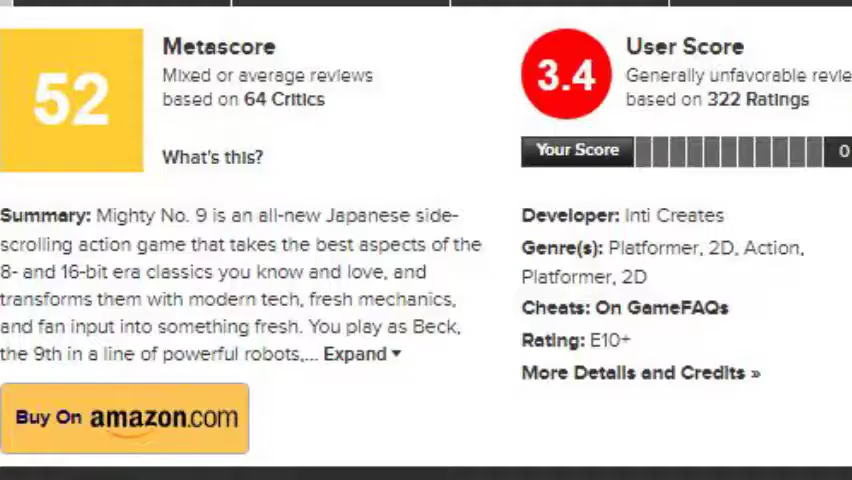 52
Metascore
Mixed or average reviews
based on 64 Critics
What's this?
3.4
User Score
Generally unfavorable
based on 322 Ratings
Your Score
0
Summary: Mighty No. 9 is an all-new Japanese side-
scrolling action game that takes the best aspects of the
8- and 16-bit era classics you know and love, and
transforms them with modern tech, fresh mechanics,
and fan input into something fresh. You play as Beck,
the 9th in a line of powerful robots,... Expand
Buy On amazon.com
Developer: Inti Creates
Genre(s): Platformer, 2D, Action,
Platformer, 2D
Cheats: On GameFAQs
Rating: E10+
More Details and Credits »